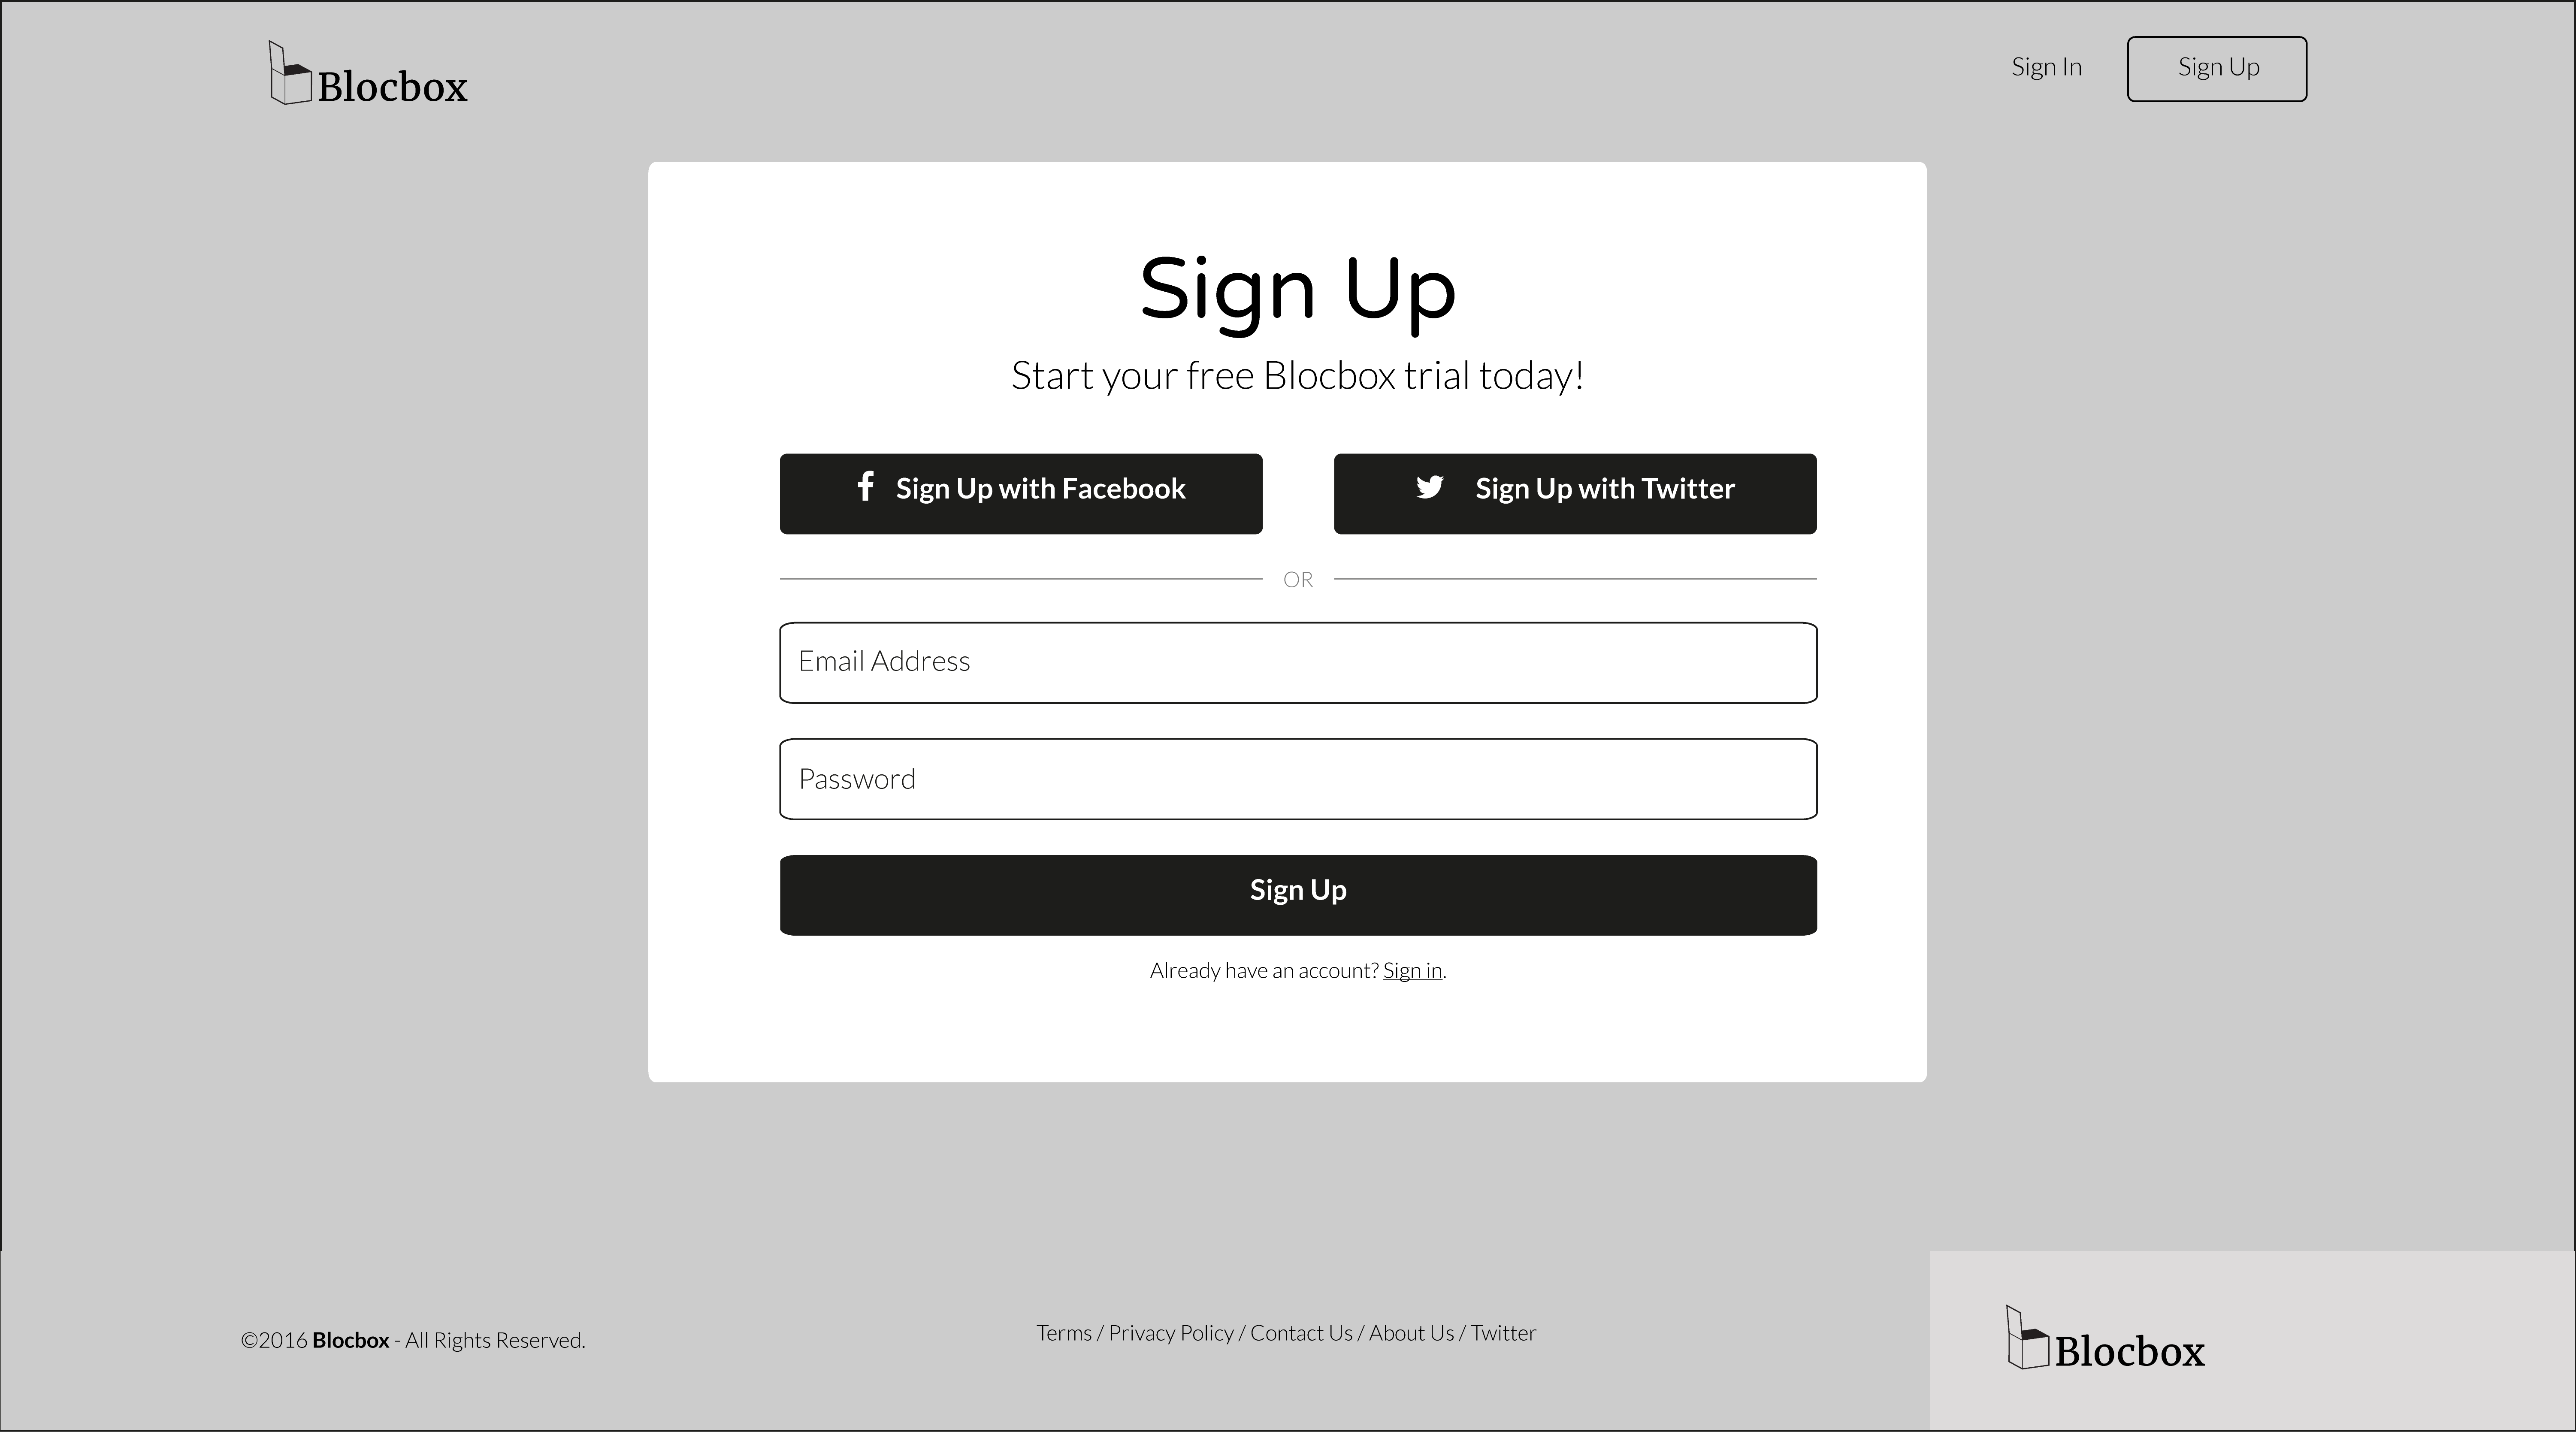 Blocbox
Sign In
Sign Up
Sign Up
Start your free Blocbox trial today!
Sign Up with Facebook
Sign Up with Twitter
OR
Email Address
Password
Sign Up
Already have an account? Sign in.
©2016 Blocbox - All Rights Reserved.
Terms / Privacy Policy / Contact Us / About Us / Twitter
Blocbox